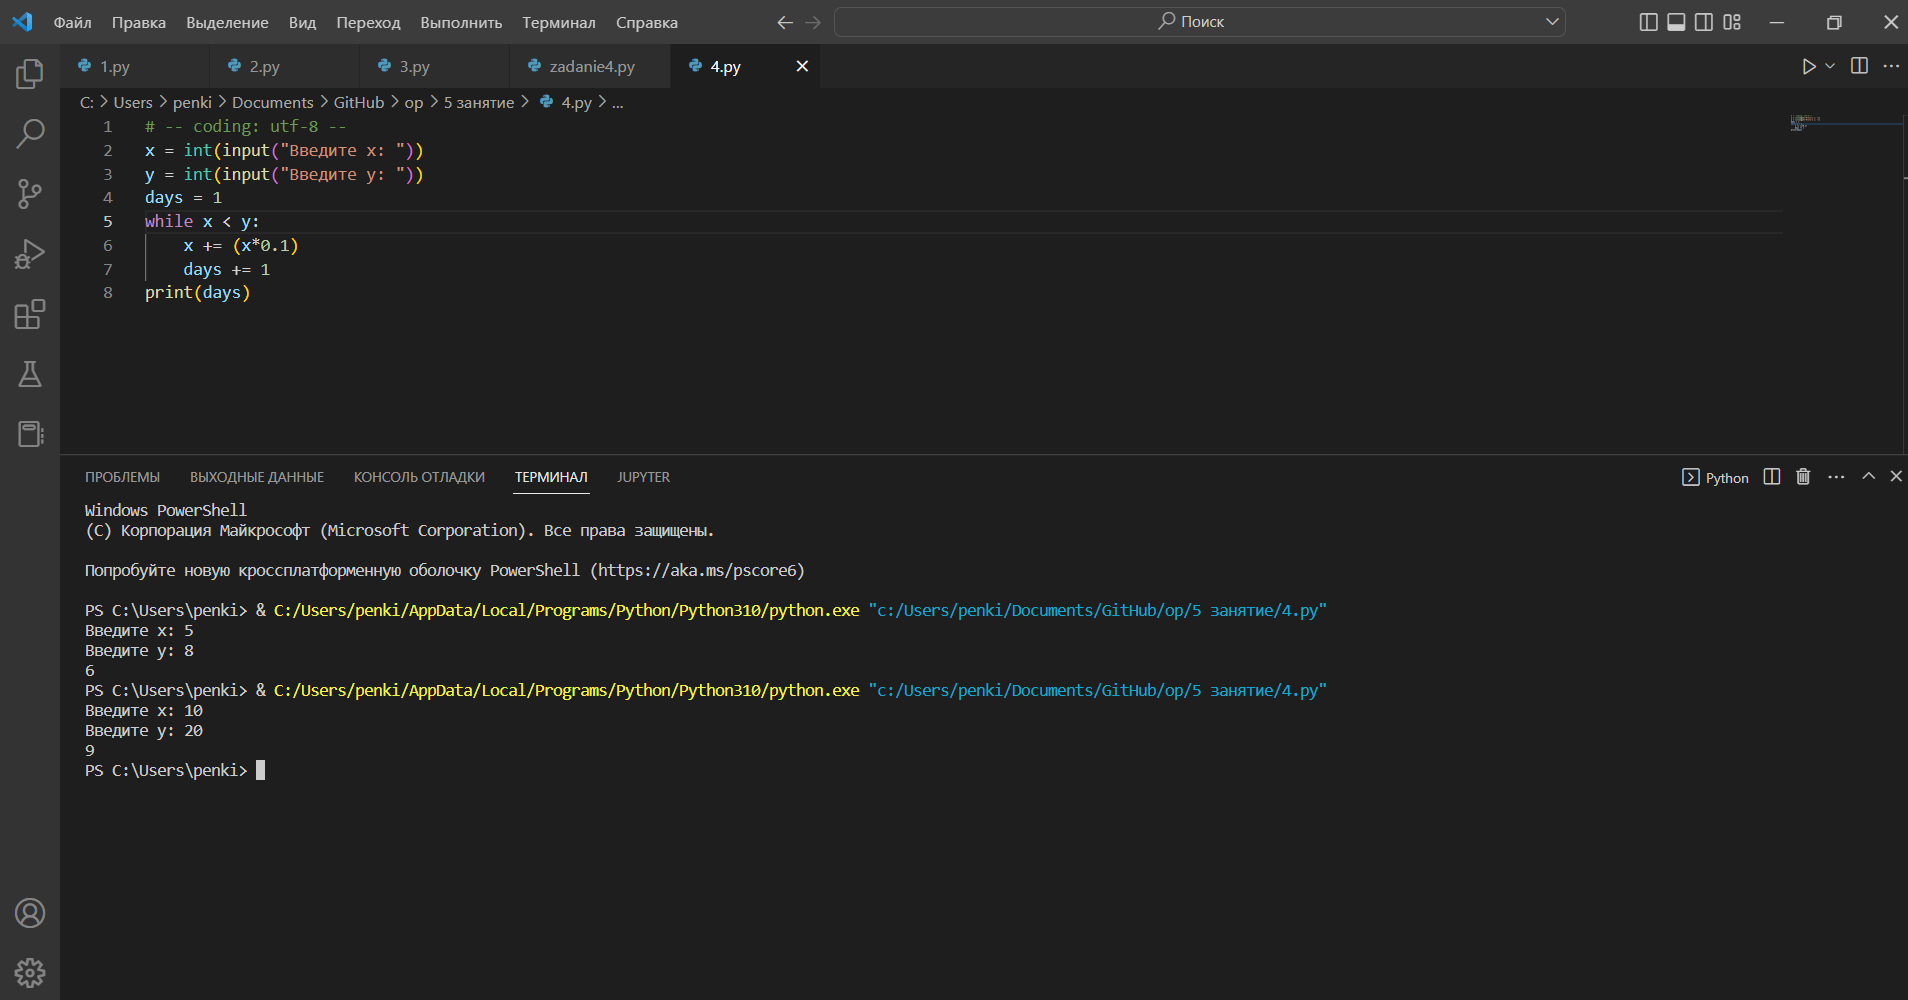 Файл Правка Выделение Вид Переход Выполнить Терминал Справка Поиск
1.py 2.py 3.py zadanie4.py 4.py
C: > Users > penki > Documents > GitHub > op > 5 занятие > 4.py > ...
1 # -- coding: utf-8 --
2 x = int(input("Введите x: "))
3 y = int(input("Введите y: "))
4 days = 1
5 while x < y:
6     x += (x*0.1)
7     days += 1
8 print(days)
ПРОБЛЕМЫ ВЫХОДНЫЕ ДАННЫЕ КОНСОЛЬ ОТЛАДКИ ТЕРМИНАЛ JUPYTER Python
Windows PowerShell
(C) Корпорация Майкрософт (Microsoft Corporation). Все права защищены.
Попробуйте новую кроссплатформенную оболочку PowerShell (https://aka.ms/pscore6)
PS C:\Users\penki> & C:/Users/penki/AppData/Local/Programs/Python/Python310/python.exe "c:/Users/penki/Documents/GitHub/op/5 занятие/4.py"
Введите x: 5
Введите y: 8
6
PS C:\Users\penki> & C:/Users/penki/AppData/Local/Programs/Python/Python310/python.exe "c:/Users/penki/Documents/GitHub/op/5 занятие/4.py"
Введите x: 10
Введите y: 20
9
PS C:\Users\penki>